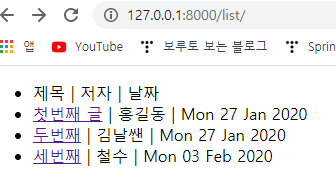 127.0.0.1:8000/list/
앱 YouTube 보루토 보는 블로그 Sprin
제목 | 저자 | 날짜
첫번째 글 | 홍길동 | Mon 27 Jan 2020
두번째 | 김날쌘 | Mon 27 Jan 2020
세번째 | 철수 | Mon 03 Feb 2020